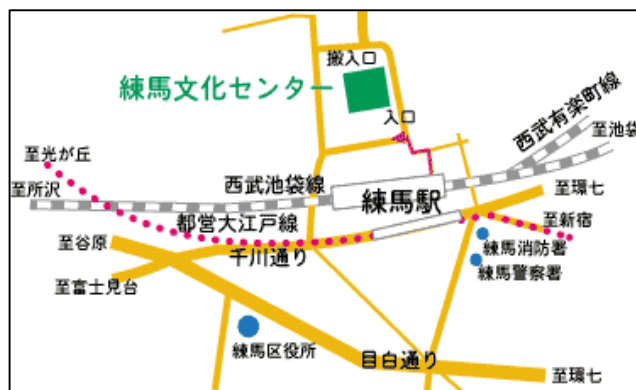 搬入口
練馬文化センター
入口
西武有楽町線
至池袋
至光が丘
至所沢
西武池袋線
練馬駅
至環七
都営大江戸線
至新宿
至谷原
千川通り
練馬消防署
練馬警察署
至富士見台
練馬区役所
目白通り
至環七